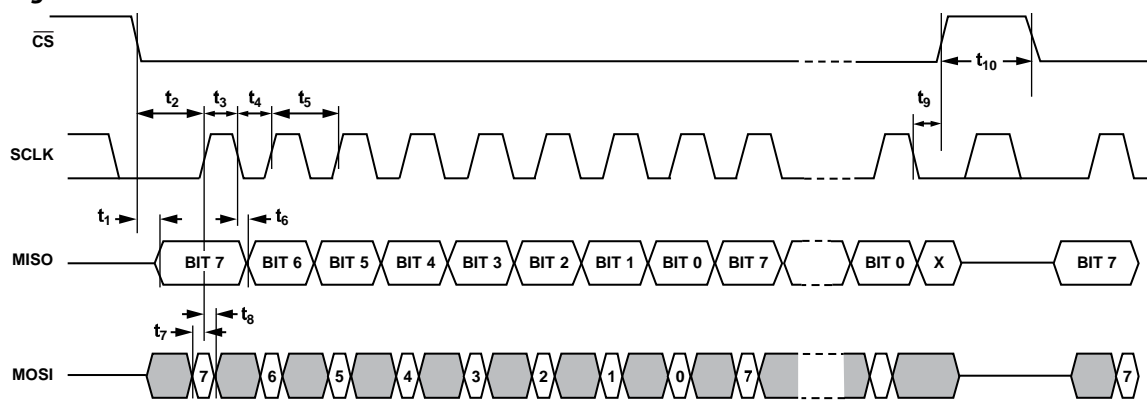 CS
t10
t2 t3 t4 t5
t9
SCLK
t1 t6
MISO BIT 7 BIT 6 BIT 5 BIT 4 BIT 3 BIT 2 BIT 1 BIT 0 BIT 7 BIT 0 X BIT 7
t7 t8
MOSI 7 6 5 4 3 2 1 0 7 7